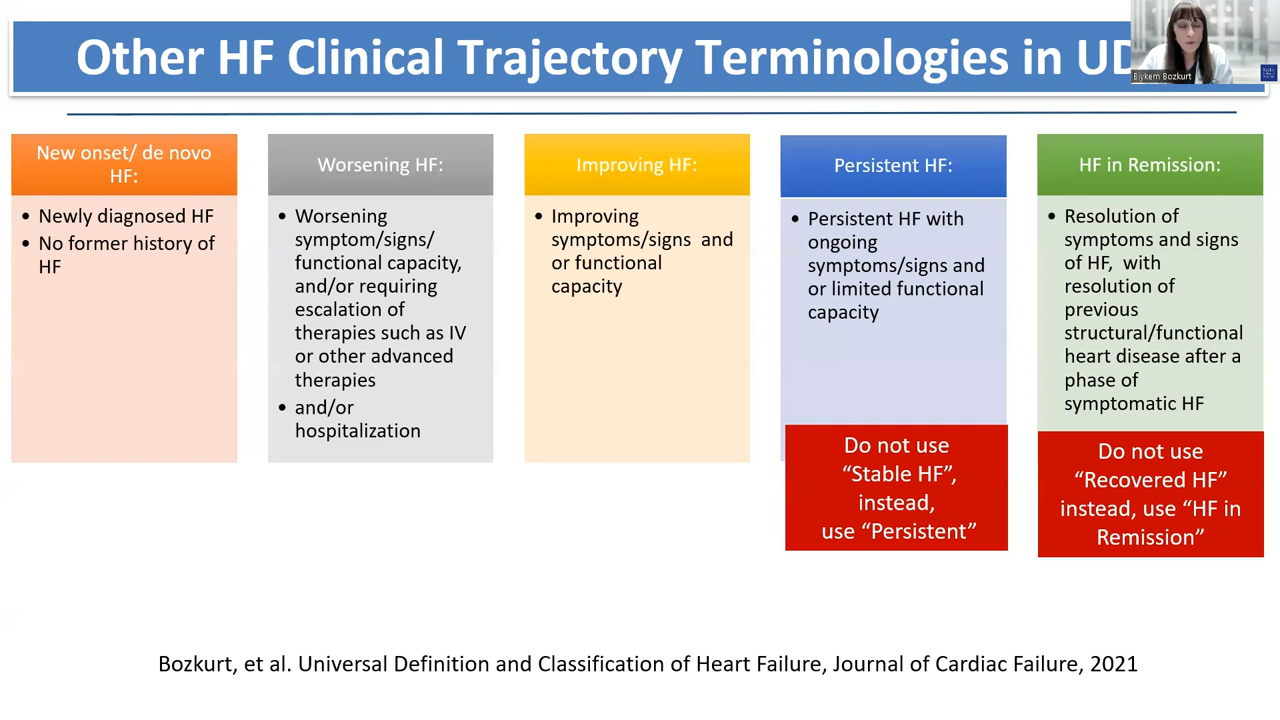 Other HF Clinical Trajectory Terminologies in UD
Biykem Bozkurt
New onset/ de novo
HF:
• Newly diagnosed HF
• No former history of
HF
Worsening HF:
• Worsening
symptom/signs/
functional capacity,
and/or requiring
escalation of
therapies such as IV
or other advanced
therapies
• and/or
hospitalization
Improving HF:
• Improving
symptoms/signs and
or functional
capacity
Persistent HF:
• Persistent HF with
ongoing
symptoms/signs and
or limited functional
capacity
Do not use
“Stable HF”,
instead,
use “Persistent”
HF in Remission:
• Resolution of
symptoms and signs
of HF, with
resolution of
previous
structural/functional
heart disease after a
phase of
symptomatic HF
Do not use
“Recovered HF”
instead, use “HF in
Remission”
Bozkurt, et al. Universal Definition and Classification of Heart Failure, Journal of Cardiac Failure, 2021